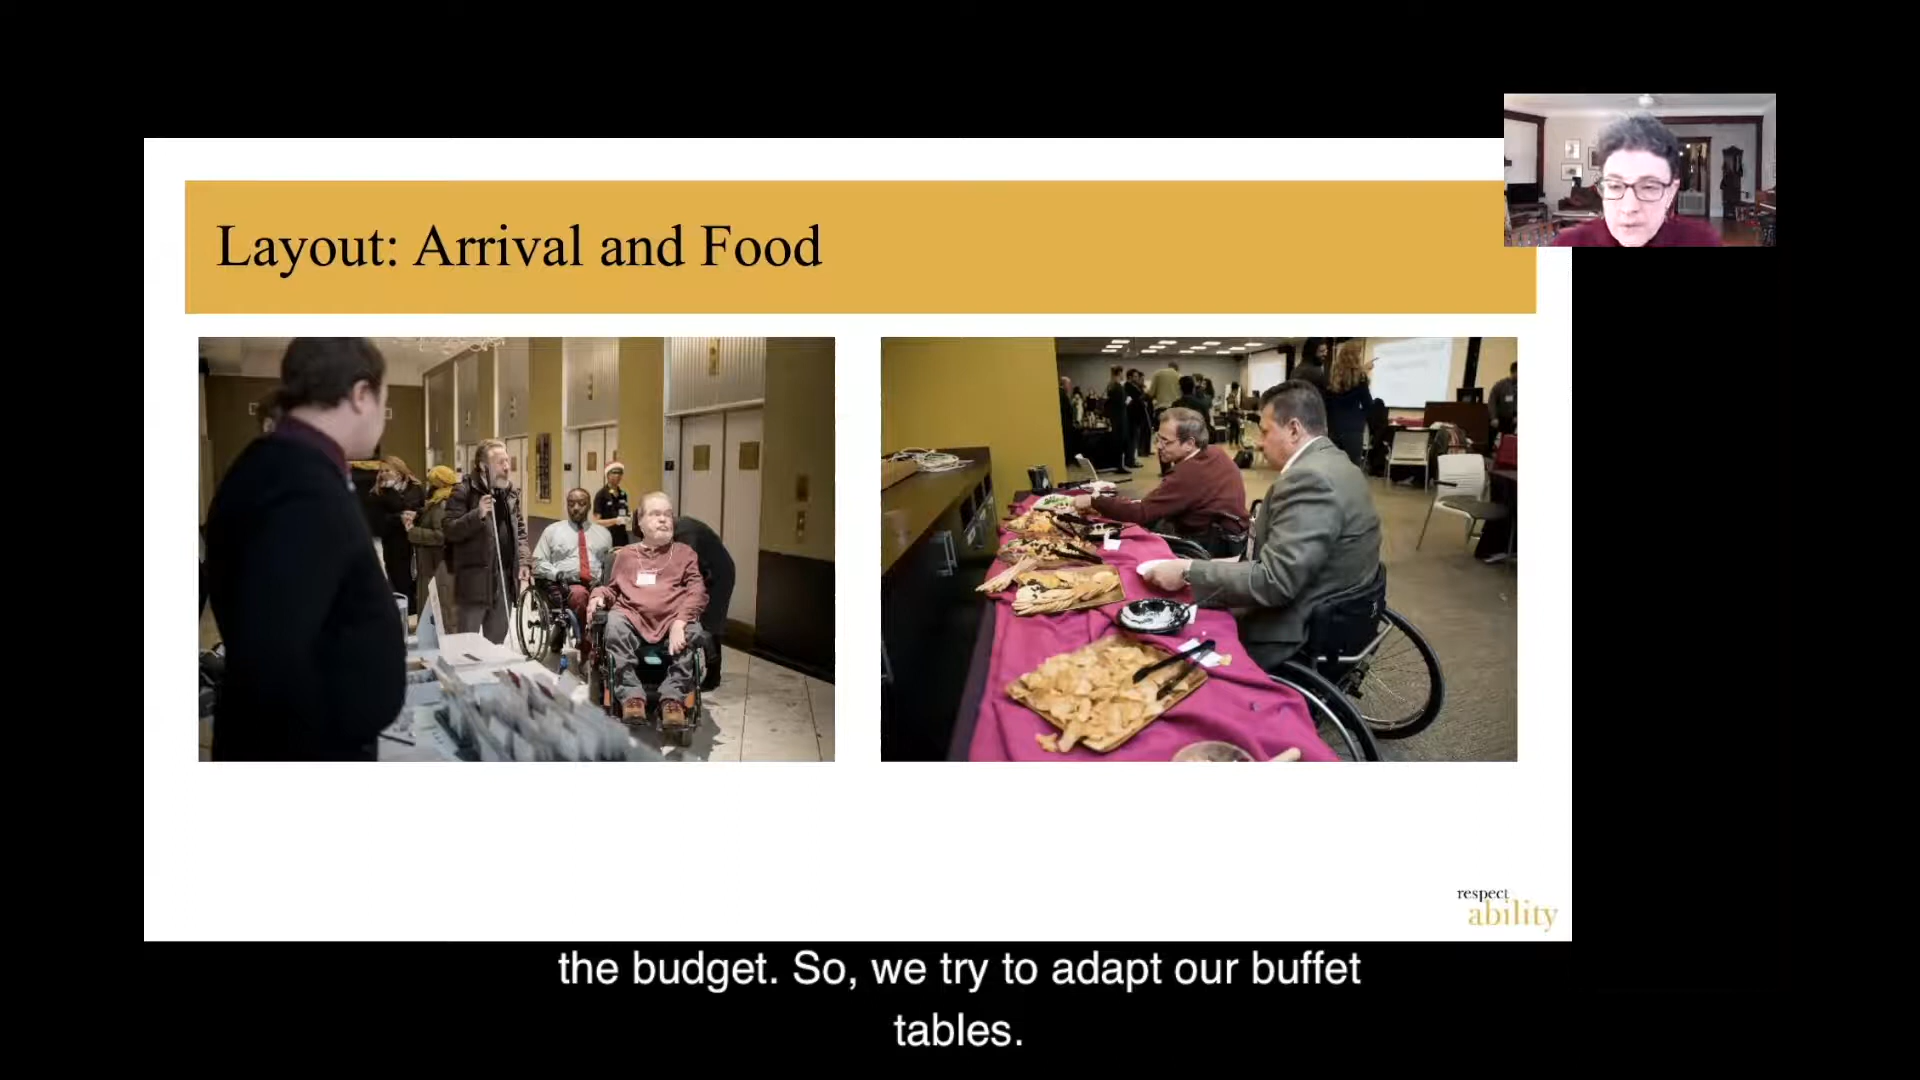 Layout: Arrival and Food
respect
ability
the budget. So, we try to adapt our buffet
tables.